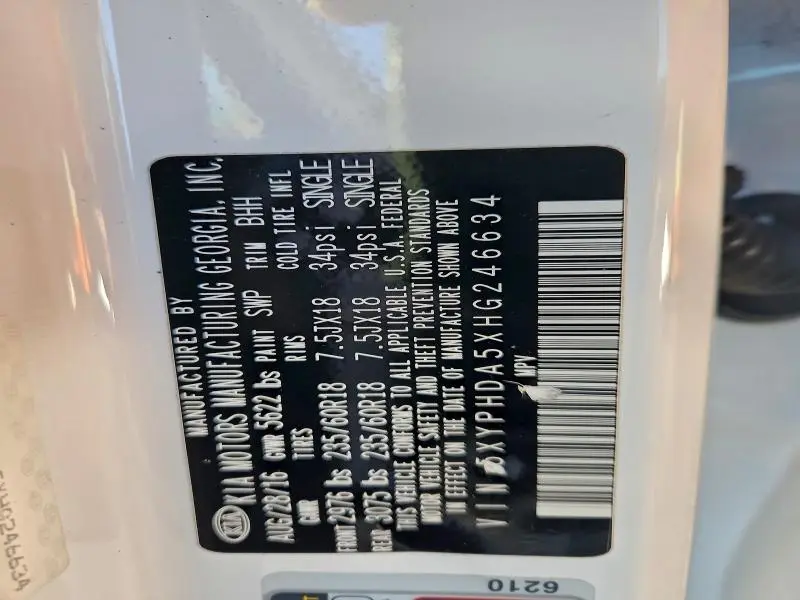 MANUFACTURED BY
KIA KIA MOTORS MANUFACTURING GEORGIA, INC.
AUG/28/16 GWR 5622 lbs PAINT SWP TRIM BHH
GWR TIRES RIMS COLD TIRE INFL
FRONT 2976 lbs 235/60R18 7.5JX18 34psi SINGLE
REAR 3075 lbs 235/60R18 7.5JX18 34psi SINGLE
THIS VEHICLE CONFORMS TO ALL APPLICABLE U.S.A. FEDERAL
MOTOR VEHICLE SAFETY AND THEFT PREVENTION STANDARDS
IN EFFECT ON THE DATE OF MANUFACTURE SHOWN ABOVE
VIN 5XYPHDA5XHG246634
MPV
6210